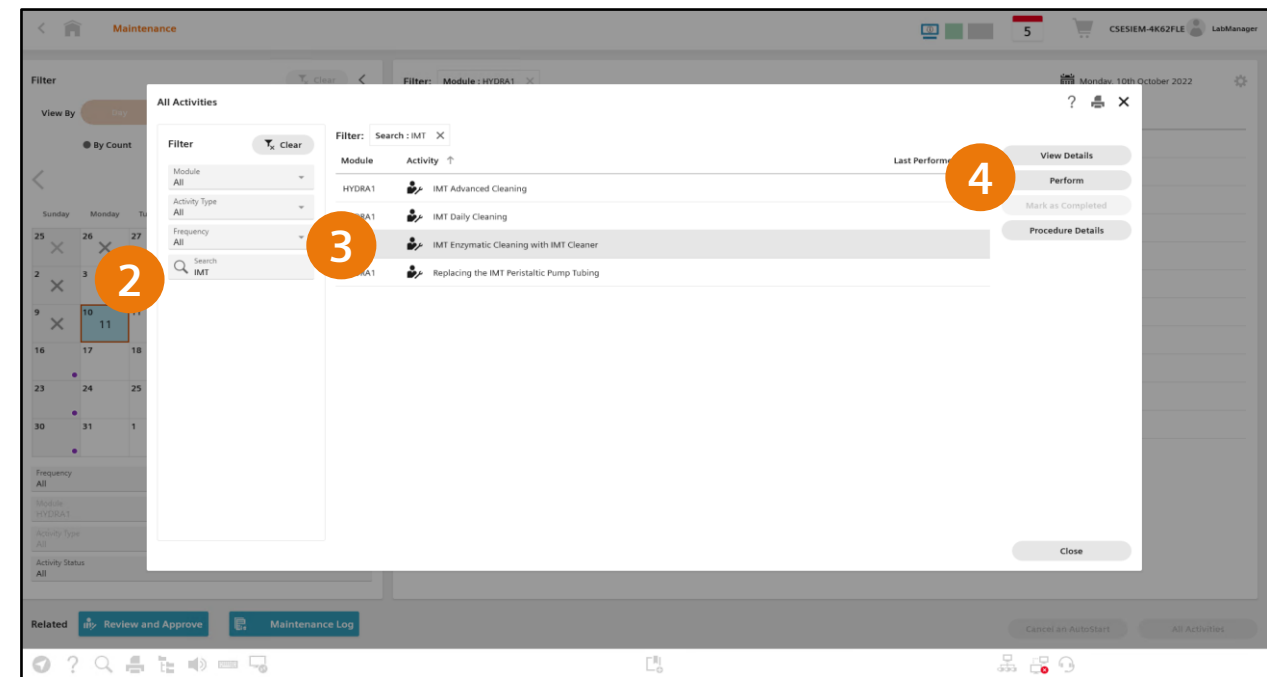 Maintenance
5
CSESIEM-4K62FLE
LabManager
Filter
Clear
Filter: Module : HYDRA1
Monday, 10th October 2022
View By
Day
By Count
All Activities
Filter
Clear
Filter: Search : IMT
Module
Activity
Last Performe
Module
All
Activity Type
All
Frequency
All
Search
IMT
HYDRA1
IMT Advanced Cleaning
RA1
IMT Daily Cleaning
IMT Enzymatic Cleaning with IMT Cleaner
A1
Replacing the IMT Peristaltic Pump Tubing
2
3
4
View Details
Perform
Mark as Completed
Procedure Details
Close
Sunday Monday Tu
25 26 27
2 3
9 10 11
11
16 17 18
23 24 25
30 31 1
Frequency
All
Module
HYDRA1
Activity Type
All
Activity Status
All
Related
Review and Approve
Maintenance Log
Cancel an AutoStart
All Activities